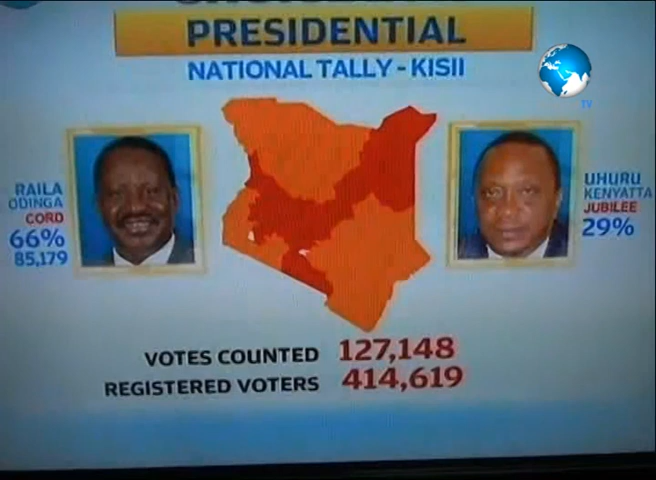 PRESIDENTIAL
NATIONAL TALLY - KISII
TV
RAILA
ODINGA
CORD
66%
85,179
UHURU
KENYATTA
JUBILEE
29%
VOTES COUNTED 127,148
REGISTERED VOTERS 414,619